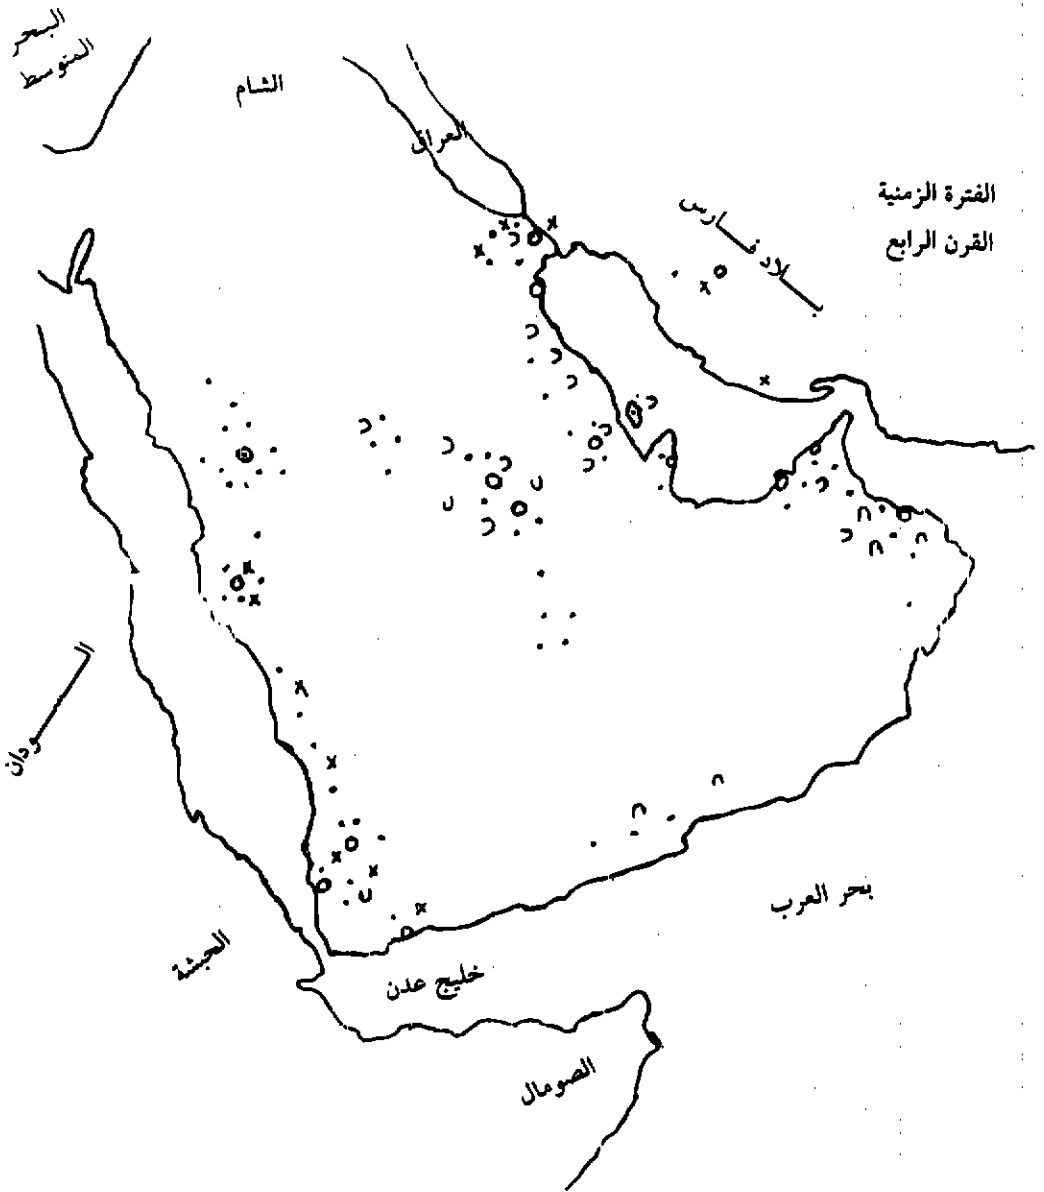 البحر
المتوسط
الشام
العراق
بلاد فارس
الفترة الزمنية
القرن الرابع
السودان
الحبشة
خليج عدن
بحر العرب
الصومال